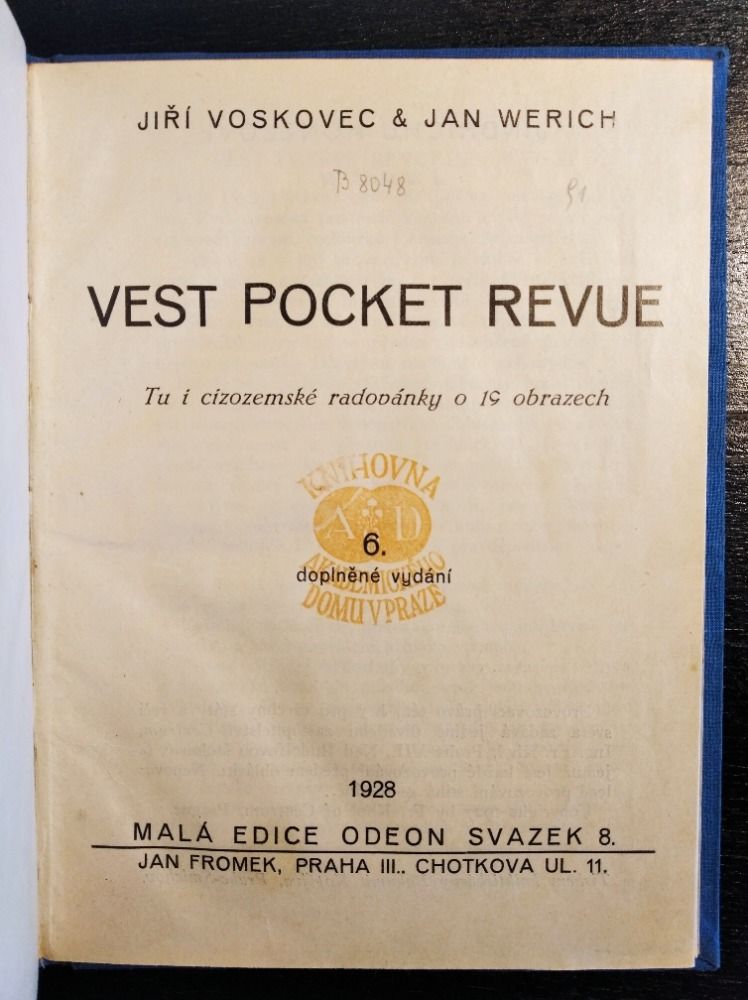 JIŘÍ VOSKOVEC & JAN WERICH
B 8048
VEST POCKET REVUE
Tu i cizozemské radovánky o 19 obrazech
KNIHOVNA
A D
AKADEMICKÉHO
DOMU V PRAZE
6.
doplněné vydání
1928
MALÁ EDICE ODEON SVAZEK 8.
JAN FROMEK, PRAHA III.. CHOTKOVA UL. 11.